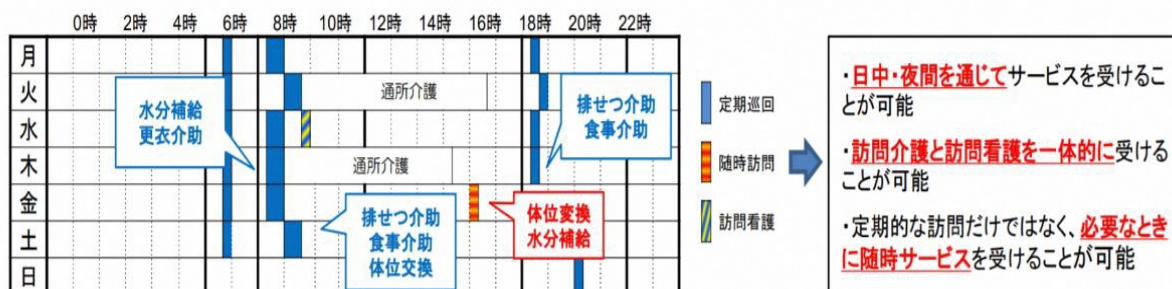 0時 2時 4時 6時 8時 10時 12時 14時 16時 18時 20時 22時
月
火
水
木
金
土
日
水分補給
更衣介助
通所介護
通所介護
排せつ介助
食事介助
排せつ介助
食事介助
体位交換
体位変換
水分補給
定期巡回
随時訪問
訪問看護
・日中・夜間を通じてサービスを受けるこ
とが可能
・訪問介護と訪問看護を一体的に受ける
ことが可能
・定期的な訪問だけではなく、必要なとき
に随時サービスを受けることが可能